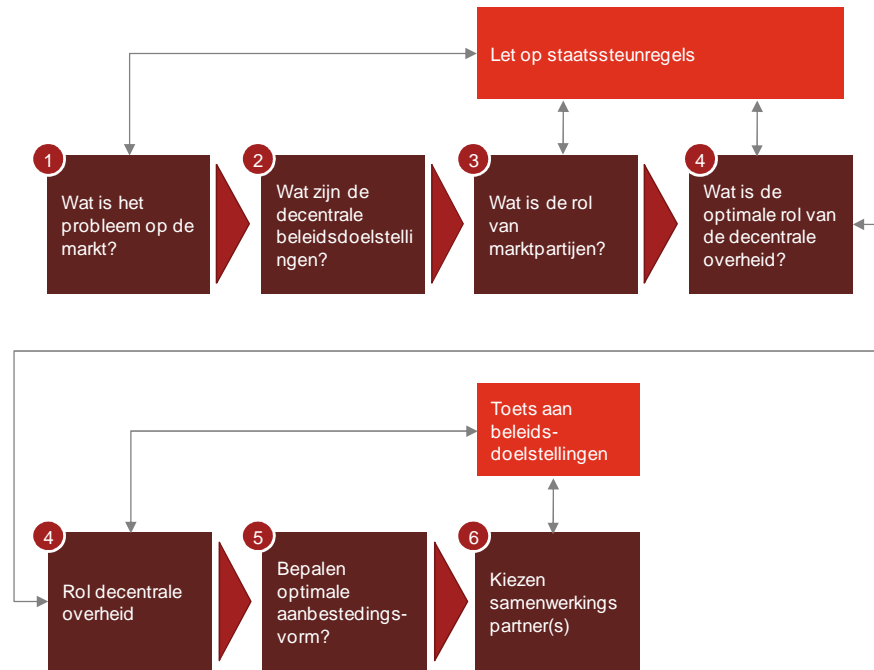 Let op staatssteunregels
1
Wat is het
probleem op de
markt?
2
Wat zijn de
decentrale
beleidsdoelstelli
ngen?
3
Wat is de rol
van
marktpartijen?
4
Wat is de
optimale rol van
de decentrale
overheid?
Toets aan
beleids-
doelstellingen
4
Rol decentrale
overheid
5
Bepalen
optimale
aanbestedings-
vorm?
6
Kiezen
samenwerkings
partner(s)